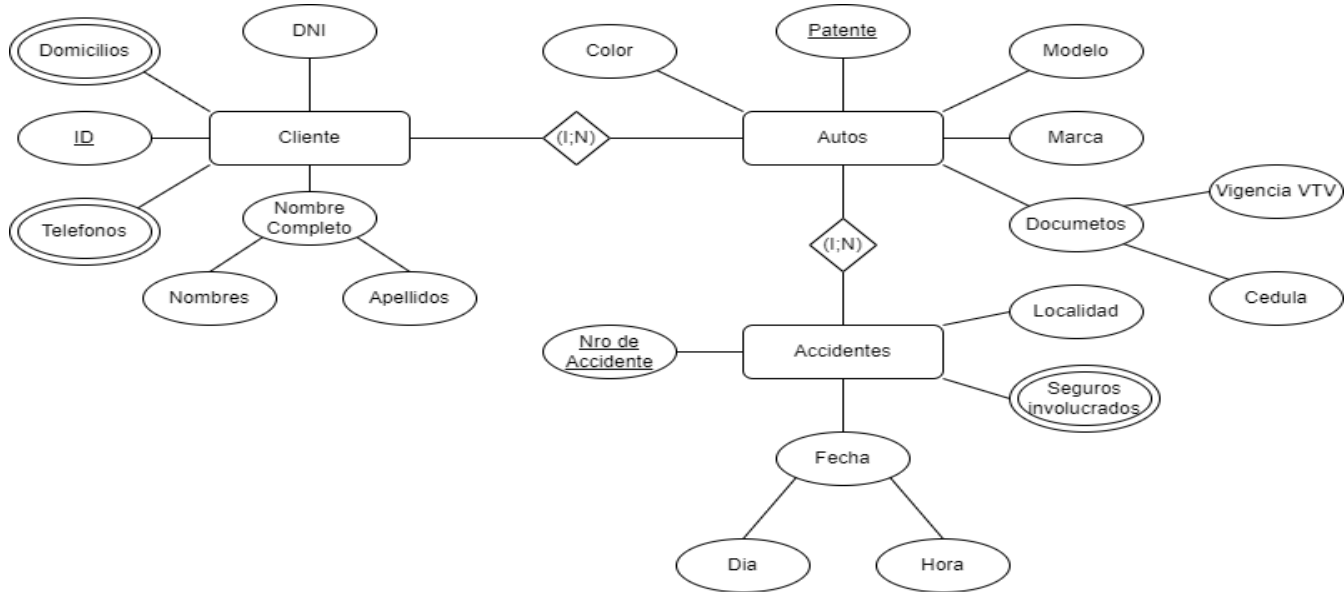 Domicilios
DNI
Color
Patente
Modelo
ID
Cliente
(I;N)
Autos
Marca
Telefonos
Nombre
Completo
Nombres
Apellidos
Documetos
Vigencia VTV
Cedula
(I;N)
Nro de
Accidente
Accidentes
Localidad
Seguros
involucrados
Fecha
Dia
Hora